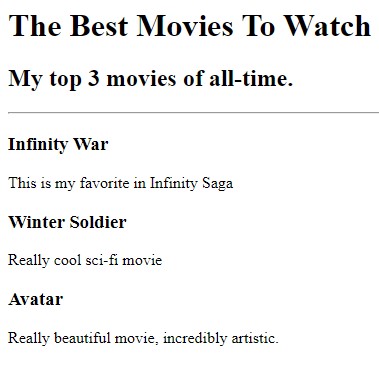 The Best Movies To Watch
My top 3 movies of all-time.
Infinity War
This is my favorite in Infinity Saga
Winter Soldier
Really cool sci-fi movie
Avatar
Really beautiful movie, incredibly artistic.